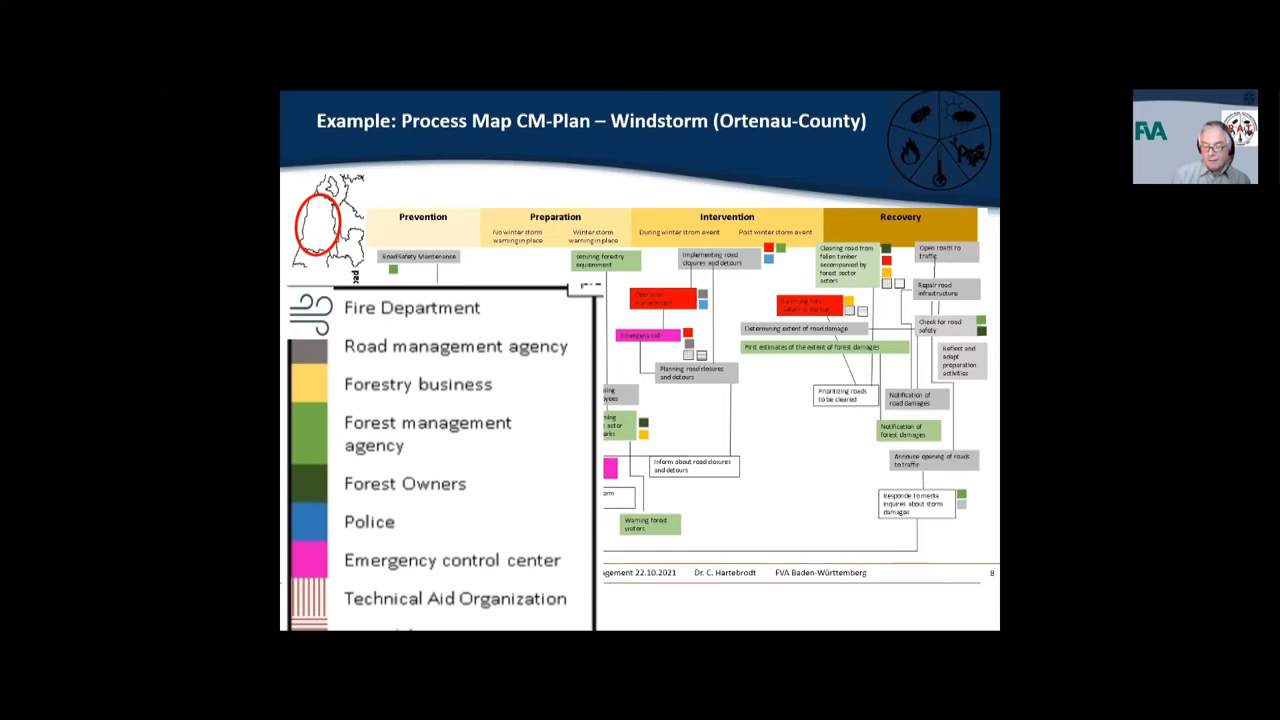 Example: Process Map CM-Plan – Windstorm (Ortenau-County)
FVA
Prevention
Preparation
Intervention
Recovery
No winter storm
warning in place
Winter storm
warning in place
During winter strom event
Post winter storm event
Road Safety Maintenance
securing forestry
equipnment
Implementing road
closures and detours
Clearing road from
fallen timber
accompanied by
forest sector
actors
Open roads to
traffic
Repair road
infrastructure
Emergency call
Determining extent of road damage
Check for road
safety
First estimates of the extent of forest damages
Reflect and
adapt
preparation
activities
Planning road closures
and detours
Prioritizing roads
to be cleared
Notification of
road damages
Notification of
forest damages
Inform about road closures
and detours
Annouce opening of roads
to traffic
Responde to media
inquires about storm
damages
Warning forest
visitors
Fire Department
Road management agency
Forestry business
Forest management
agency
Forest Owners
Police
Emergency control center
Technical Aid Organization
22.10.2021
Dr. C. Hartebrodt
FVA Baden-Württemberg
8